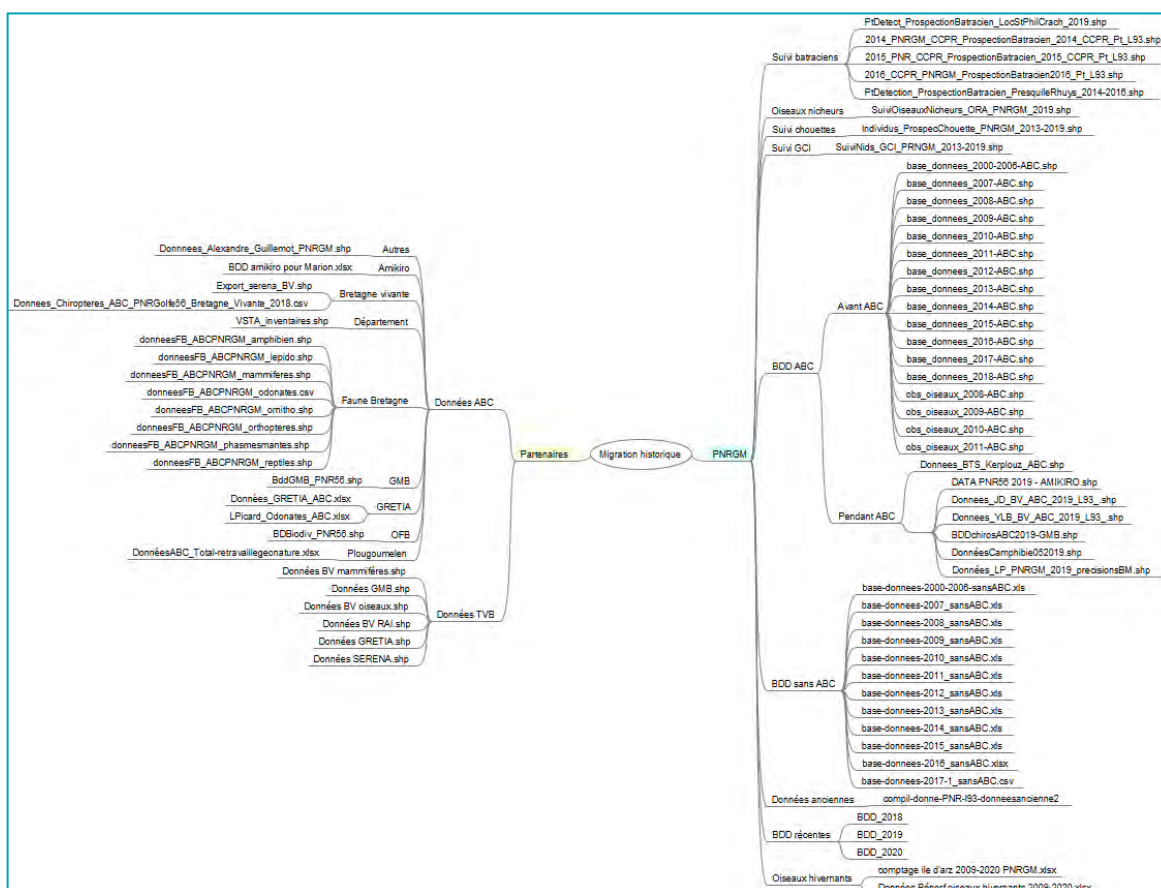 Migration historique
Partenaires
Données ABC
Autres
Donnnees_Alexandre_Guillemot_PNRGM.shp
Amikiro
BDD amikiro pour Marion.xlsx
Bretagne vivante
Export_serena_BV.shp
Donnees_Chiropteres_ABC_PNRGolfe56_Bretagne_Vivante_2018.csv
Département
VSTA_inventaires.shp
Faune Bretagne
donneesFB_ABCPNRGM_amphibien.shp
donneesFB_ABCPNRGM_lepido.shp
donneesFB_ABCPNRGM_mammiferes.shp
donneesFB_ABCPNRGM_odonates.csv
donneesFB_ABCPNRGM_ornitho.shp
donneesFB_ABCPNRGM_orthopteres.shp
donneesFB_ABCPNRGM_phasmesmantes.shp
donneesFB_ABCPNRGM_reptiles.shp
GMB
BddGMB_PNR56.shp
GRETIA
Données_GRETIA_ABC.xlsx
LPicard_Odonates_ABC.xlsx
OFB
BDBiodiv_PNR56.shp
Plougoumelen
DonnéesABC_Total-retravaillegeonature.xlsx
Données TVB
Données BV mammifères.shp
Données GMB.shp
Données BV oiseaux.shp
Données BV RAI.shp
Données GRETIA.shp
Données SERENA.shp
PNRGM
Suivi batraciens
PtDetect_ProspectionBatracien_LocStPhilCrach_2019.shp
2014_PNRGM_CCPR_ProspectionBatracien_2014_CCPR_Pt_L93.shp
2015_PNR_CCPR_ProspectionBatracien_2015_CCPR_Pt_L93.shp
2016_CCPR_PNRGM_ProspectionBatracien2016_Pt_L93.shp
PtDetection_ProspectionBatracien_PresquileRhuys_2014-2016.shp
Oiseaux nicheurs
SuiviOiseauxNicheurs_ORA_PNRGM_2019.shp
Suivi chouettes
Individus_ProspecChouette_PNRGM_2013-2019.shp
Suivi GCI
SuiviNids_GCI_PRNGM_2013-2019.shp
BDD ABC
Avant ABC
base_donnees_2000-2006-ABC.shp
base_donnees_2007-ABC.shp
base_donnees_2008-ABC.shp
base_donnees_2009-ABC.shp
base_donnees_2010-ABC.shp
base_donnees_2011-ABC.shp
base_donnees_2012-ABC.shp
base_donnees_2013-ABC.shp
base_donnees_2014-ABC.shp
base_donnees_2015-ABC.shp
base_donnees_2016-ABC.shp
base_donnees_2017-ABC.shp
base_donnees_2018-ABC.shp
obs_oiseaux_2008-ABC.shp
obs_oiseaux_2009-ABC.shp
obs_oiseaux_2010-ABC.shp
obs_oiseaux_2011-ABC.shp
Pendant ABC
Donnees_BTS_Kerplouz_ABC.shp
DATA PNR56 2019 - AMIKIRO.shp
Donnees_JD_BV_ABC_2019_L93_.shp
Donnees_YLB_BV_ABC_2019_L93_.shp
BDDchirosABC2019-GMB.shp
DonnéesCamphibie052019.shp
Données_LP_PNRGM_2019_precisionsBM.shp
BDD sans ABC
base-donnees-2000-2006-sansABC.xls
base-donnees-2007_sansABC.xls
base-donnees-2008_sansABC.xls
base-donnees-2009_sansABC.xls
base-donnees-2010_sansABC.xls
base-donnees-2011_sansABC.xls
base-donnees-2012_sansABC.xls
base-donnees-2013_sansABC.xls
base-donnees-2014_sansABC.xls
base-donnees-2015_sansABC.xls
base-donnees-2016_sansABC.xlsx
base-donnees-2017-1_sansABC.csv
Données anciennes
compil-donne-PNR-l93-donneesancienne2
BDD récentes
BDD_2018
BDD_2019
BDD_2020
Oiseaux hivernants
comptage ile d'arz 2009-2020 PNRGM.xlsx
Données Pénerf oiseaux hivernants 2009-2020.xlsx